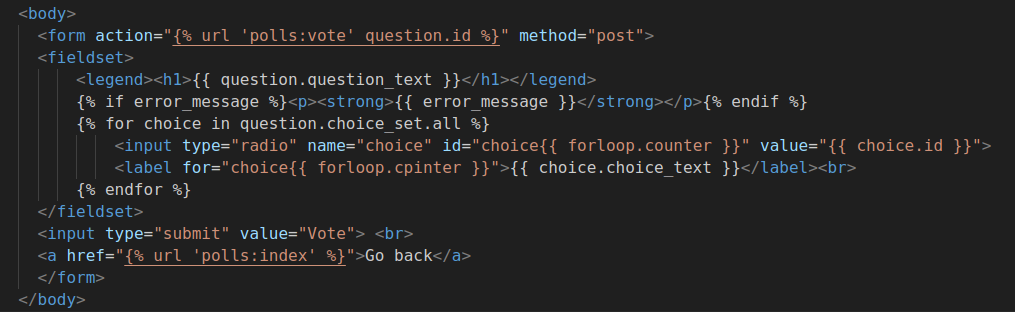 <body>
<form action="{% url 'polls:vote' question.id %}" method="post">
<fieldset>
<legend><h1>{{ question.question_text }}</h1></legend>
{% if error_message %}<p><strong>{{ error_message }}</strong></p>{% endif %}
{% for choice in question.choice_set.all %}
<input type="radio" name="choice" id="choice{{ forloop.counter }}" value="{{ choice.id }}">
<label for="choice{{ forloop.cpinter }}">{{ choice.choice_text }}</label><br>
{% endfor %}
</fieldset>
<input type="submit" value="Vote"> <br>
<a href="{% url 'polls:index' %}">Go back</a>
</form>
</body>